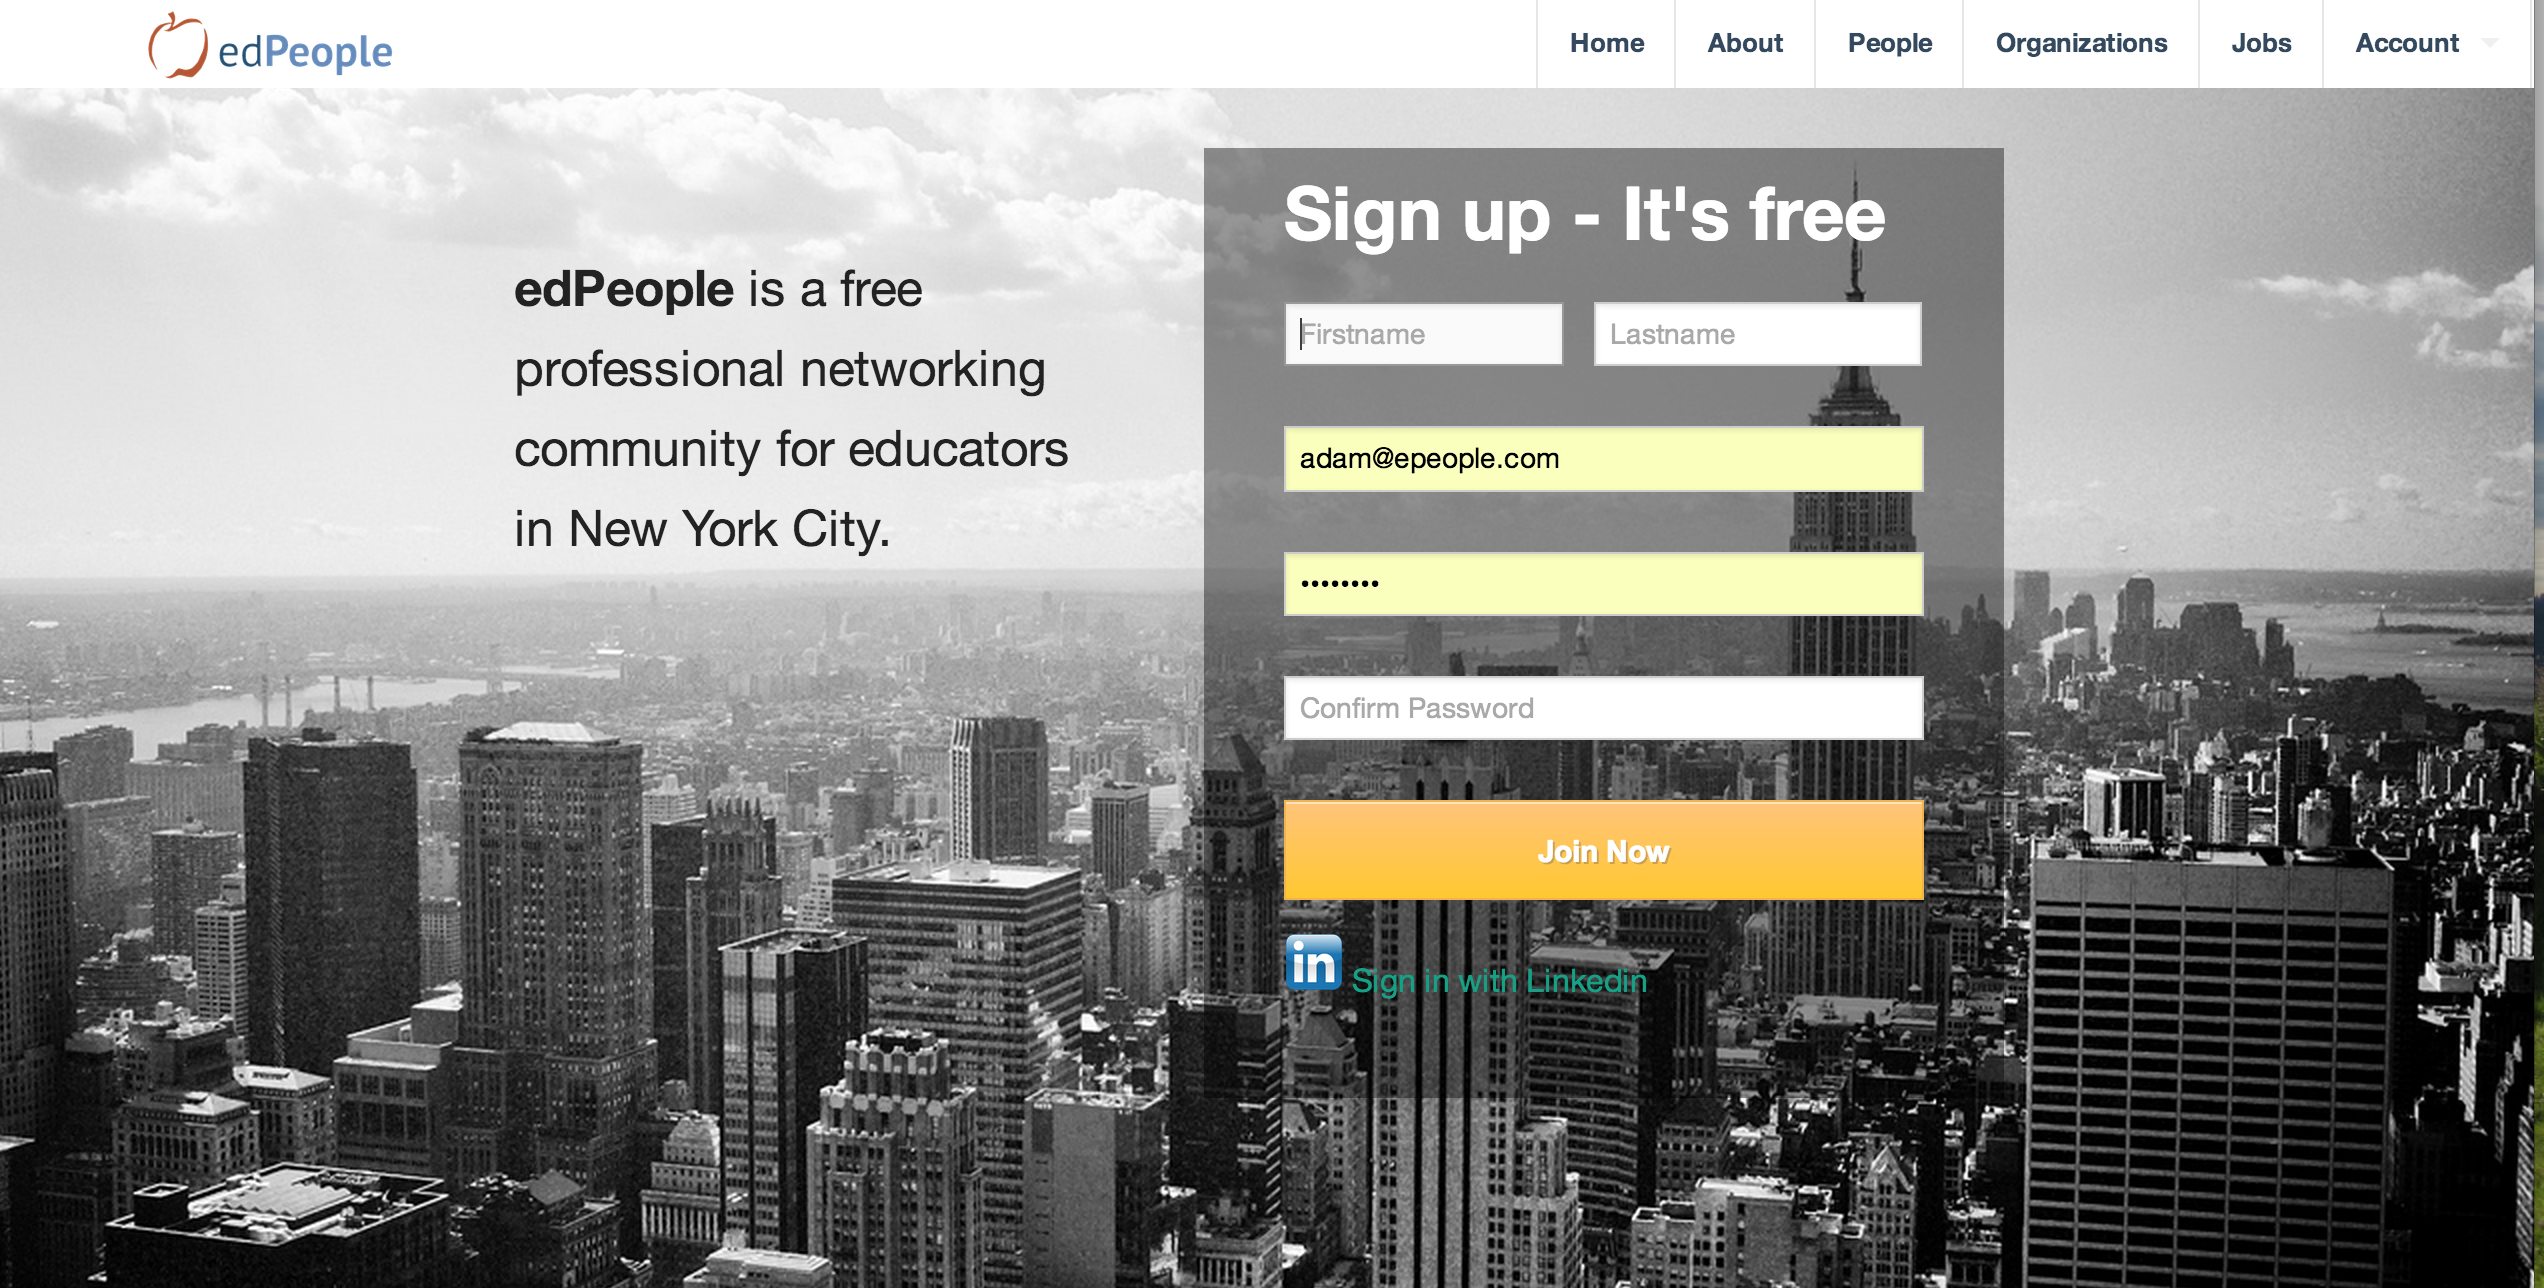 edPeople
Home About People Organizations Jobs Account
edPeople is a free
professional networking
community for educators
in New York City.
Sign up - It's free
Firstname Lastname
adam@epeople.com
••••••••
Confirm Password
Join Now
in Sign in with Linkedin